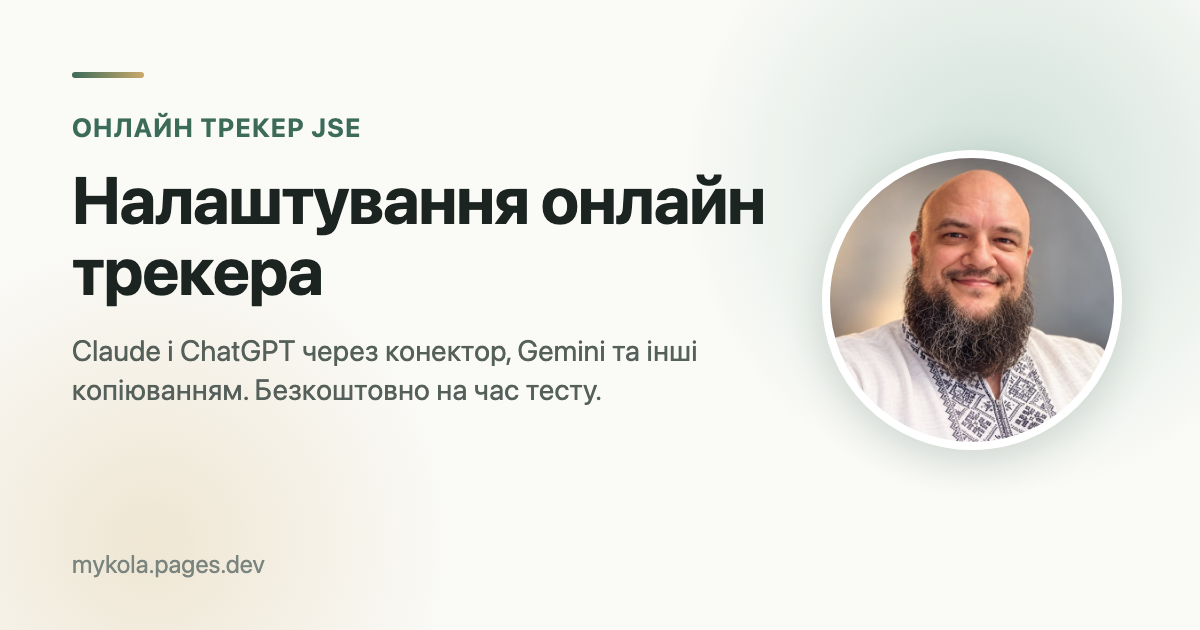 ОНЛАЙН ТРЕКЕР JSE
Налаштування онлайн
трекера
Claude і ChatGPT через конектор, Gemini та інші
копіюванням. Безкоштовно на час тесту.
mykola.pages.dev